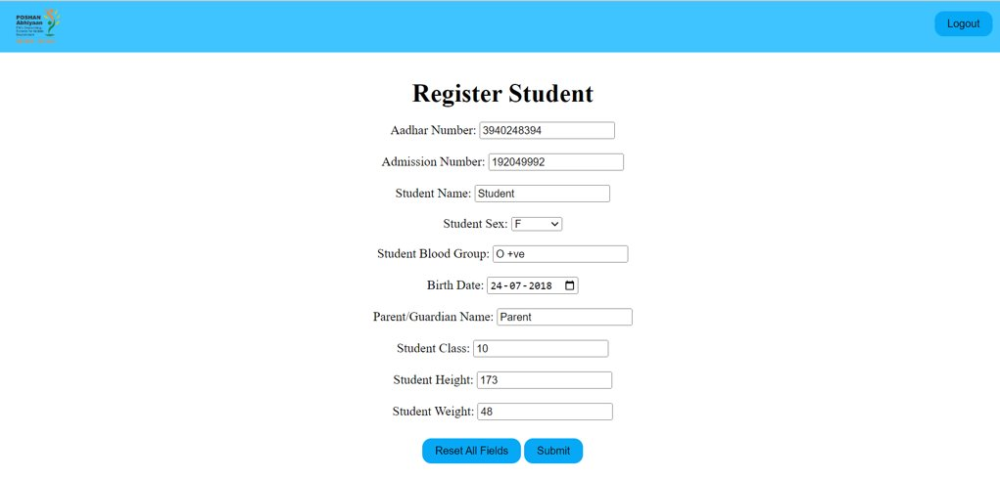 POSHAN
Abhiyaan
Logout
Register Student
Aadhar Number: 3940248394
Admission Number: 192049992
Student Name: Student
Student Sex: F
Student Blood Group: O +ve
Birth Date: 24-07-2018
Parent/Guardian Name: Parent
Student Class: 10
Student Height: 173
Student Weight: 48
Reset All Fields Submit